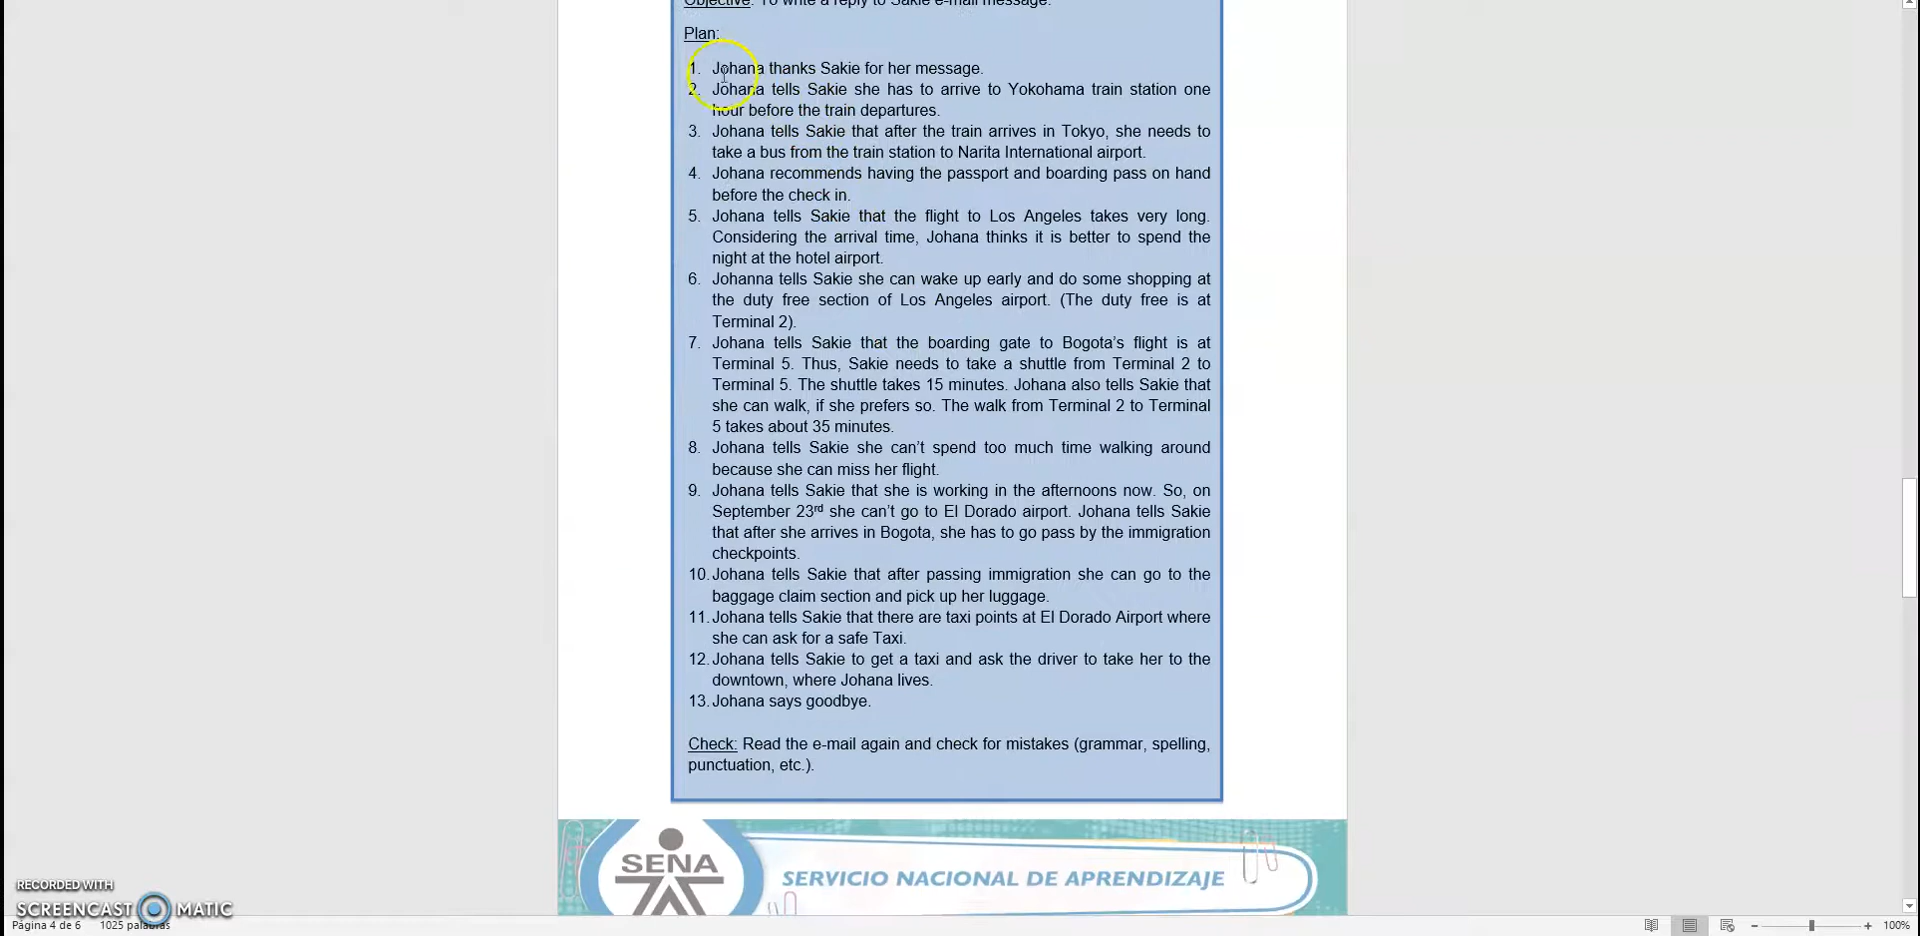 Objective: To write a reply to Sakie e-mail message.
Plan:
1. Johana thanks Sakie for her message.
2. Johana tells Sakie she has to arrive to Yokohama train station one
hour before the train departures.
3. Johana tells Sakie that after the train arrives in Tokyo, she needs to
take a bus from the train station to Narita International airport.
4. Johana recommends having the passport and boarding pass on hand
before the check in.
5. Johana tells Sakie that the flight to Los Angeles takes very long.
Considering the arrival time, Johana thinks it is better to spend the
night at the hotel airport.
6. Johanna tells Sakie she can wake up early and do some shopping at
the duty free section of Los Angeles airport. (The duty free is at
Terminal 2).
7. Johana tells Sakie that the boarding gate to Bogota’s flight is at
Terminal 5. Thus, Sakie needs to take a shuttle from Terminal 2 to
Terminal 5. The shuttle takes 15 minutes. Johana also tells Sakie that
she can walk, if she prefers so. The walk from Terminal 2 to Terminal
5 takes about 35 minutes.
8. Johana tells Sakie she can’t spend too much time walking around
because she can miss her flight.
9. Johana tells Sakie that she is working in the afternoons now. So, on
September 23rd she can’t go to El Dorado airport. Johana tells Sakie
that after she arrives in Bogota, she has to go pass by the immigration
checkpoints.
10. Johana tells Sakie that after passing immigration she can go to the
baggage claim section and pick up her luggage.
11. Johana tells Sakie that there are taxi points at El Dorado Airport where
she can ask for a safe Taxi.
12. Johana tells Sakie to get a taxi and ask the driver to take her to the
downtown, where Johana lives.
13. Johana says goodbye.
Check: Read the e-mail again and check for mistakes (grammar, spelling,
punctuation, etc.).
SENA
SERVICIO NACIONAL DE APRENDIZAJE
RECORDED WITH
SCREENCAST MATIC
Página 4 de 6 1025 palabras
100%